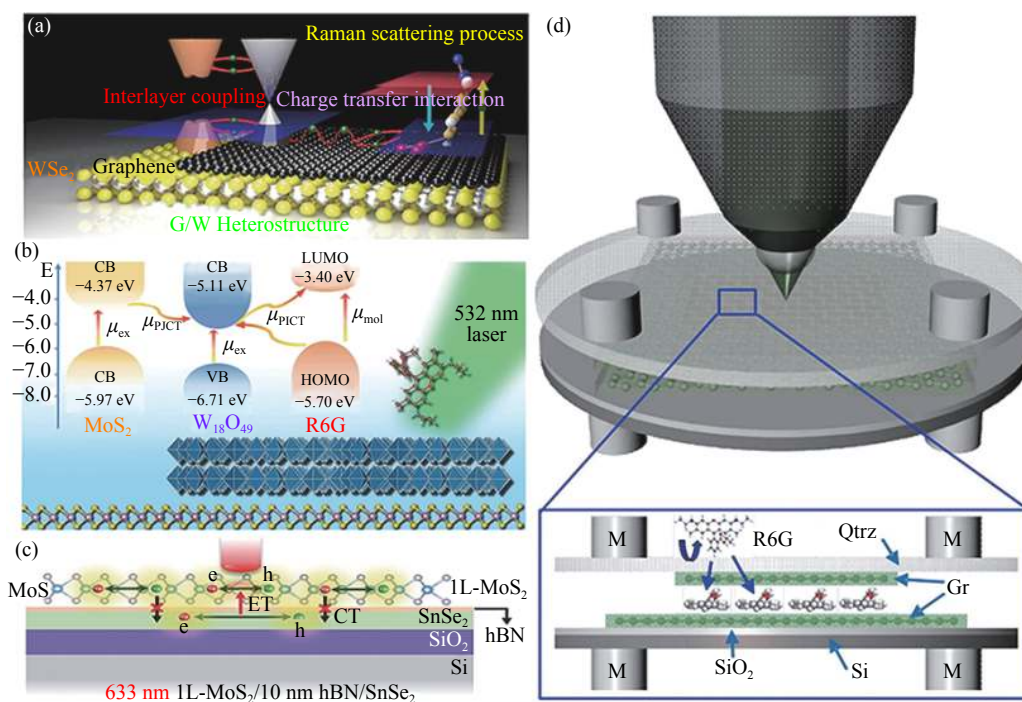 (a)
Raman scattering process
Interlayer coupling
Charge transfer interaction
WSe₂
Graphene
G/W Heterostructure
(b)
E
−4.0
−5.0
−6.0
−7.0
−8.0
CB
−4.37 eV
CB
−5.11 eV
LUMO
−3.40 eV
μex
μPJCT
μex
μPICT
μmol
532 nm
laser
CB
−5.97 eV
VB
−6.71 eV
HOMO
−5.70 eV
MoS₂
W₁₈O₄₉
R6G
(c)
MoS
e
h
1L-MoS₂
ET
CT
SnSe₂
hBN
e
h
SiO₂
Si
633 nm 1L-MoS₂/10 nm hBN/SnSe₂
(d)
M
R6G
Qtrz
M
Gr
M
SiO₂
Si
M